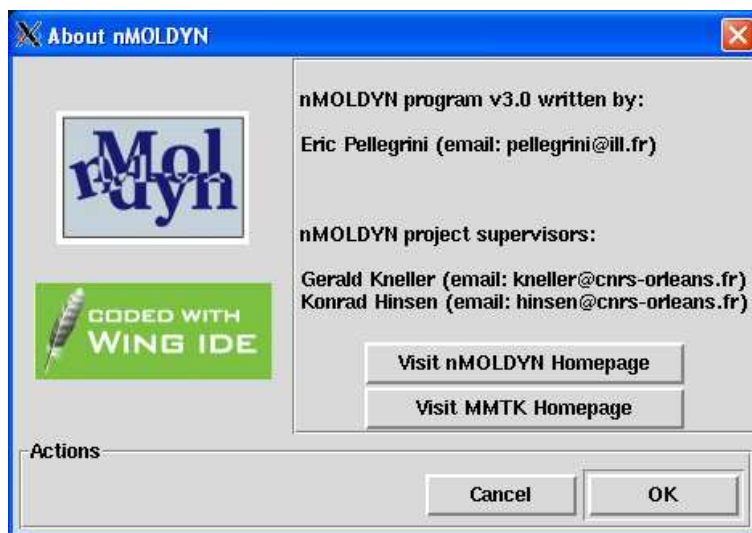 About nMOLDYN
nMoldyn
CODED WITH
WING IDE
nMOLDYN program v3.0 written by:
Eric Pellegrini (email: pellegrini@ill.fr)
nMOLDYN project supervisors:
Gerald Kneller (email: kneller@cnrs-orleans.fr)
Konrad Hinsen (email: hinsen@cnrs-orleans.fr)
Visit nMOLDYN Homepage
Visit MMTK Homepage
Actions
Cancel
OK